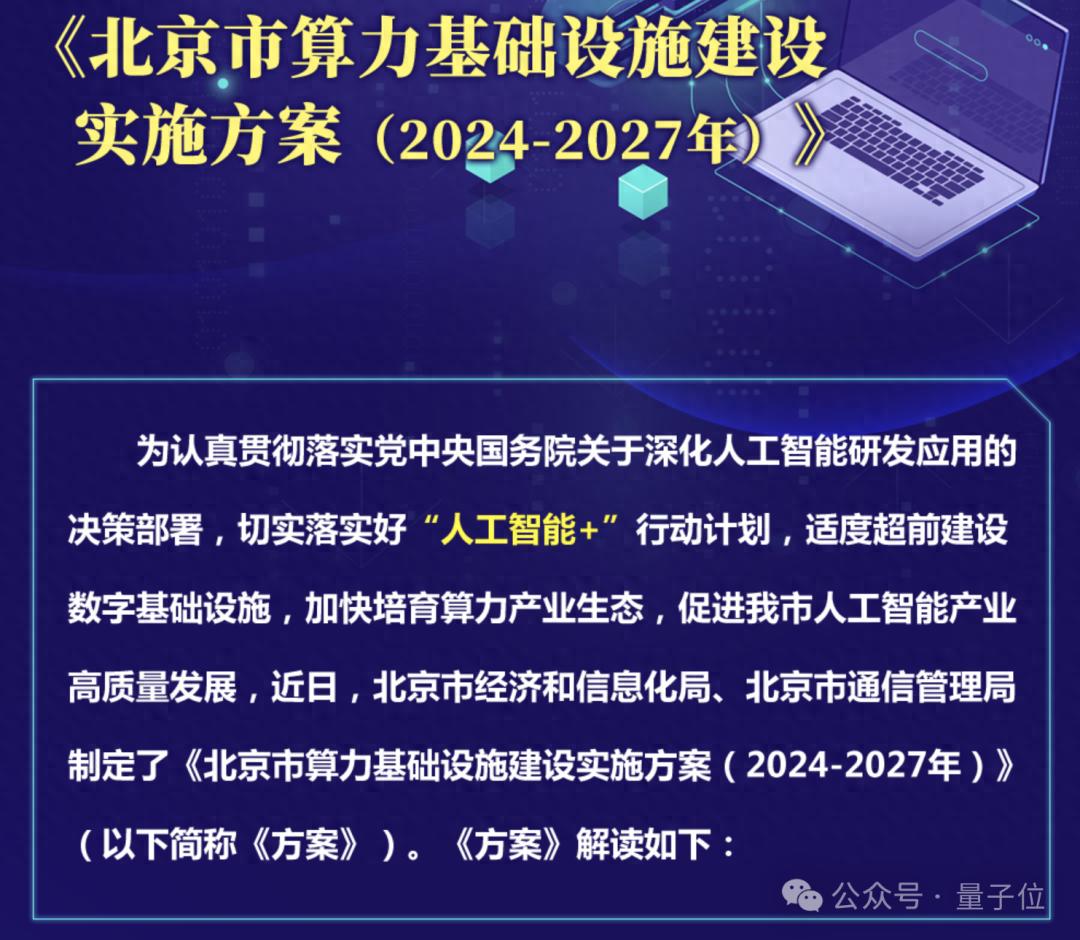 《北京市算力基础设施建设
实施方案（2024-2027年）》
为认真贯彻落实党中央国务院关于深化人工智能研发应用的
决策部署，切实落实好“人工智能+”行动计划，适度超前建设
数字基础设施，加快培育算力产业生态，促进我市人工智能产业
高质量发展，近日，北京市经济和信息化局、北京市通信管理局
制定了《北京市算力基础设施建设实施方案（2024-2027年）》
（以下简称《方案》）。《方案》解读如下：
公众号·量子位